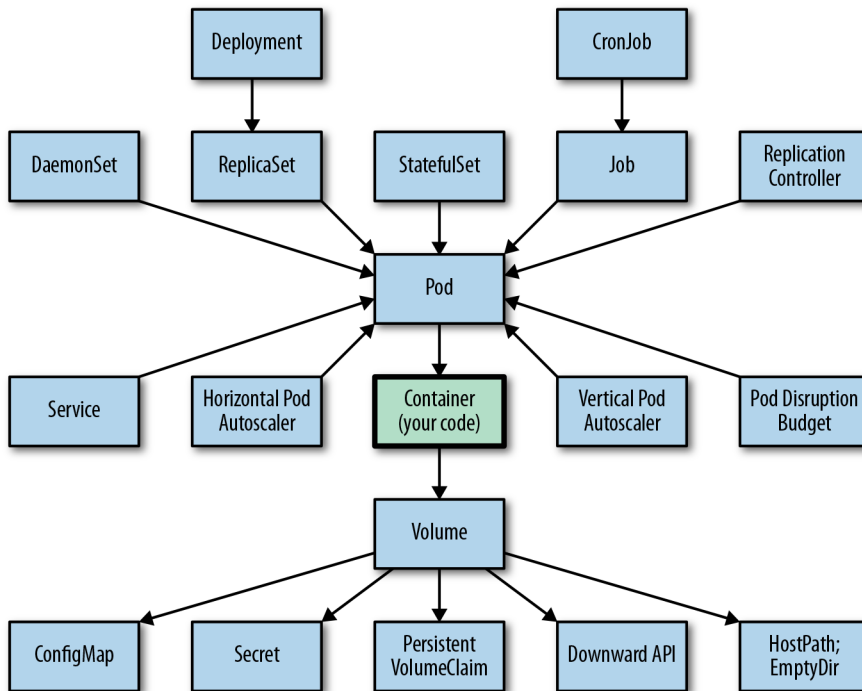 Deployment
CronJob
DaemonSet
ReplicaSet
StatefulSet
Job
Replication
Controller
Pod
Service
Horizontal Pod
Autoscaler
Container
(your code)
Vertical Pod
Autoscaler
Pod Disruption
Budget
Volume
ConfigMap
Secret
Persistent
VolumeClaim
Downward API
HostPath;
EmptyDir